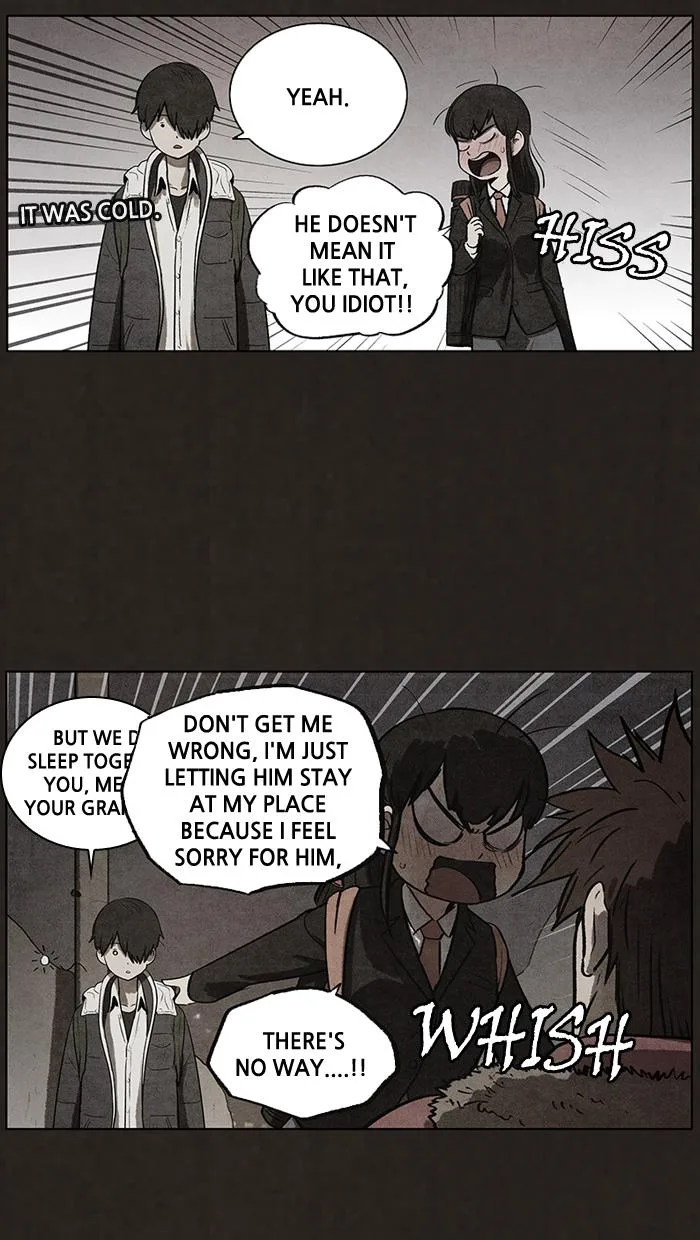 YEAH.
IT WAS COLD.
HE DOESN'T
MEAN IT
LIKE THAT,
YOU IDIOT!!
HISS
BUT WE
SLEEP
YOU, ME
YOUR
DON'T GET ME
WRONG, I'M JUST
LETTING HIM STAY
AT MY PLACE
BECAUSE I FEEL
SORRY FOR HIM,
THERE'S
NO WAY....!!
WHISH